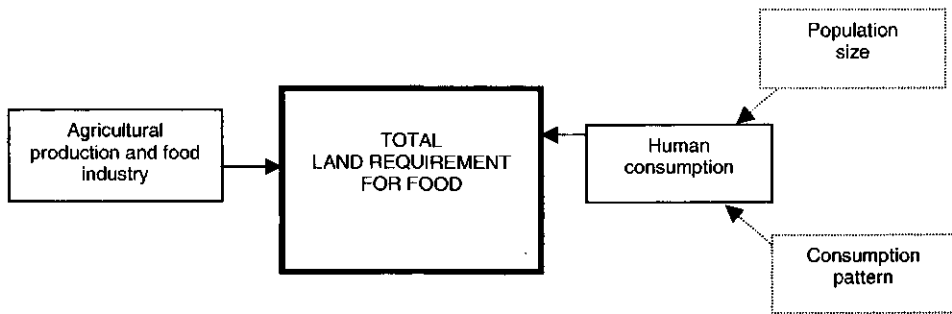 Population
size
Agricultural
production and food
industry
TOTAL
LAND REQUIREMENT
FOR FOOD
Human
consumption
Consumption
pattern